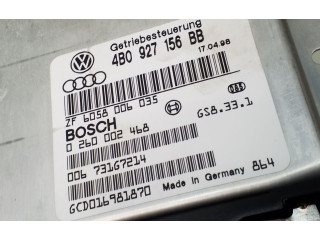 Getriebesteuerung
4B0 927 156 BB
17.04.98
ZF 6058 006 035
BOSCH GS8.33.1
0 260 002 468
006 73167214
GCD016981870 Made in Germany 864